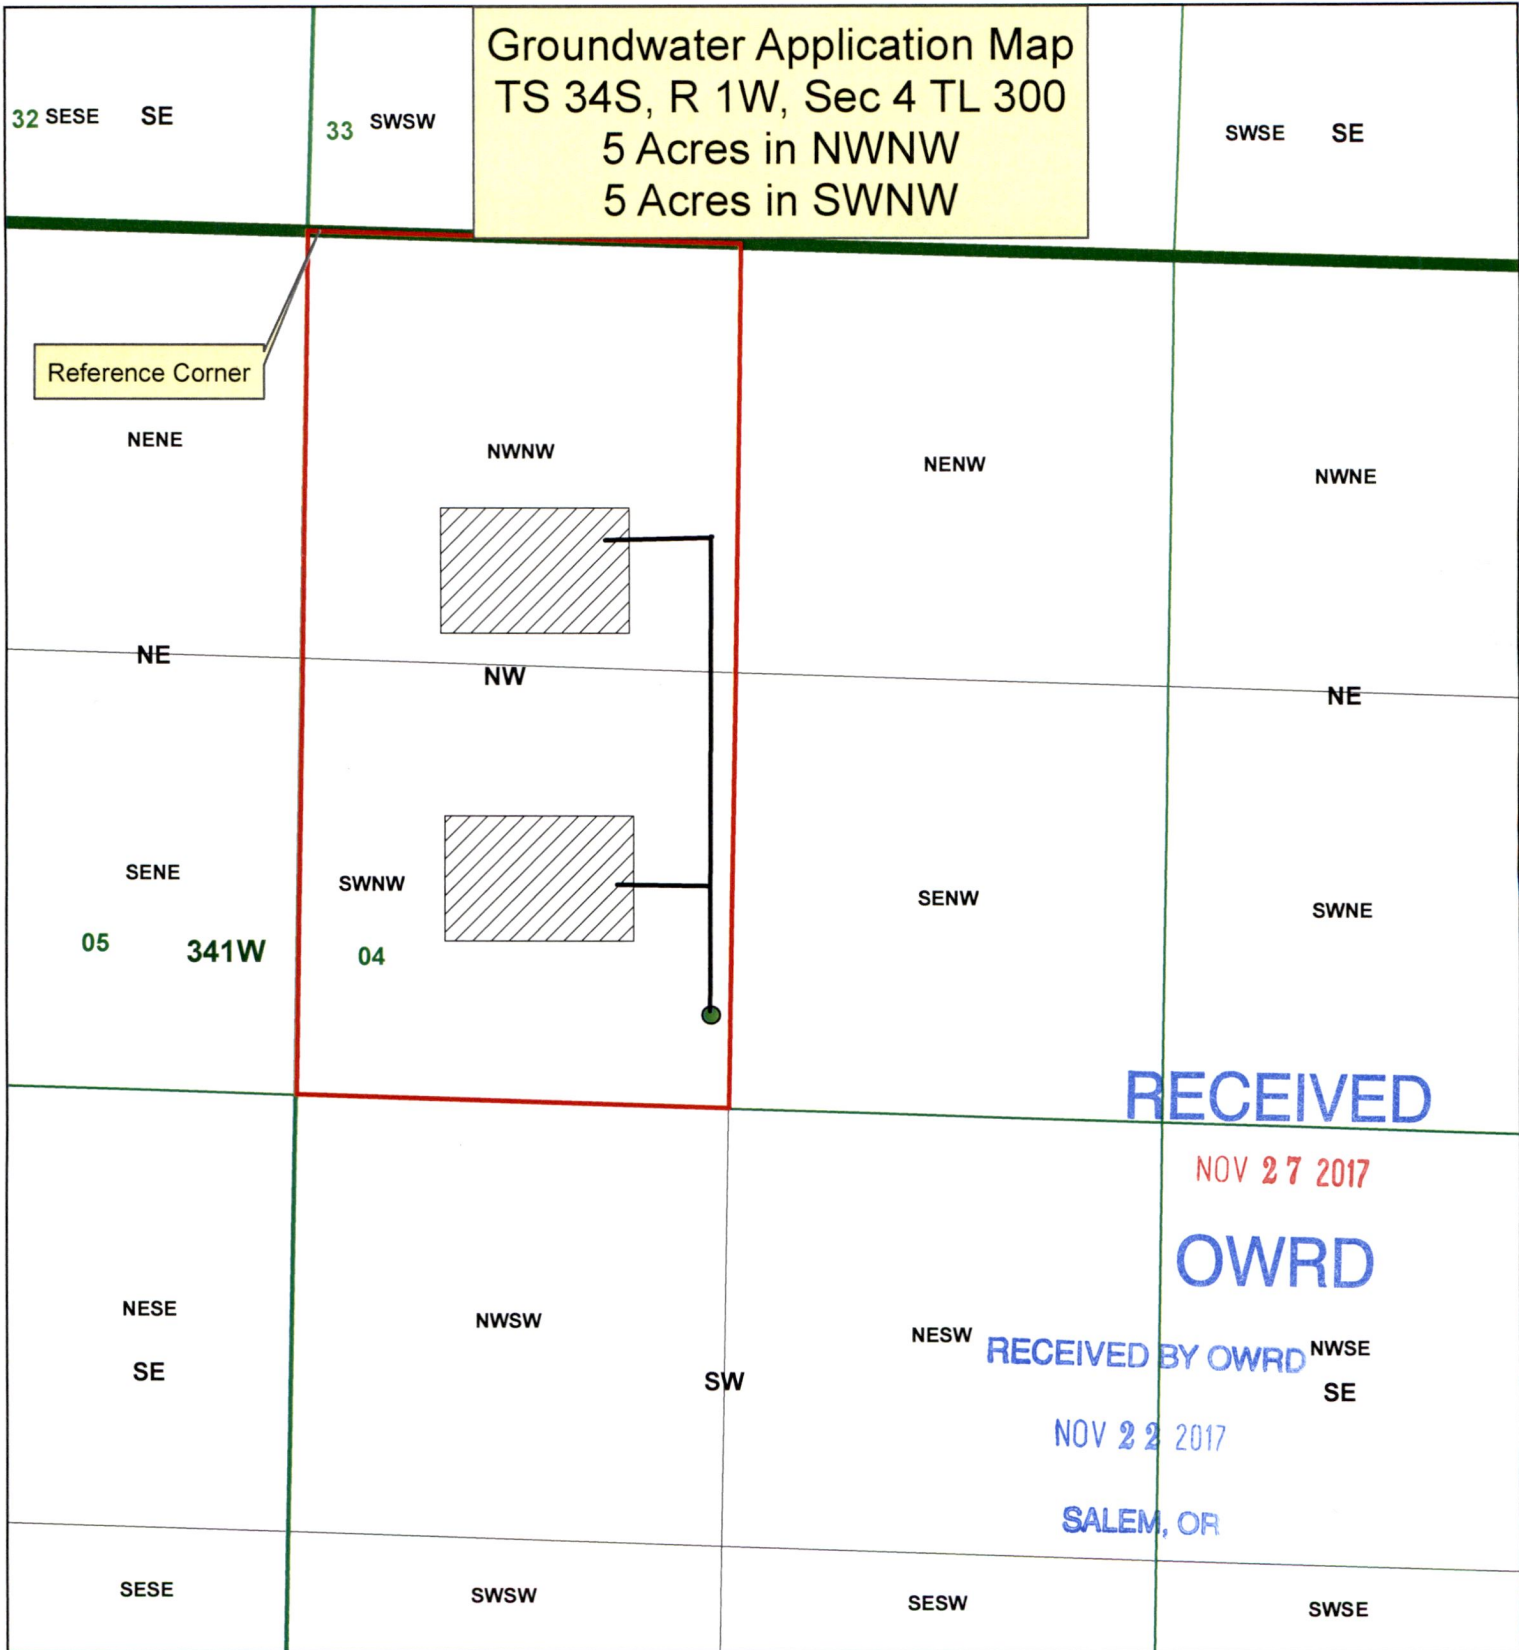 Groundwater Application Map
TS 34S, R 1W, Sec 4 TL 300
5 Acres in NWNW
5 Acres in SWNW
32 SESE SE
33 SWSW
SWSE SE
Reference Corner
NENE
NWNW
NENW
NWNE
NE
NW
NE
SENE
SWNW
SENW
SWNE
05 341W
04
RECEIVED
NOV 27 2017
OWRD
NESE
NWSW
NESW
NWSE
RECEIVED BY OWRD
SE
SW
SE
NOV 22 2017
SALEM, OR
SESE
SWSW
SESW
SWSE